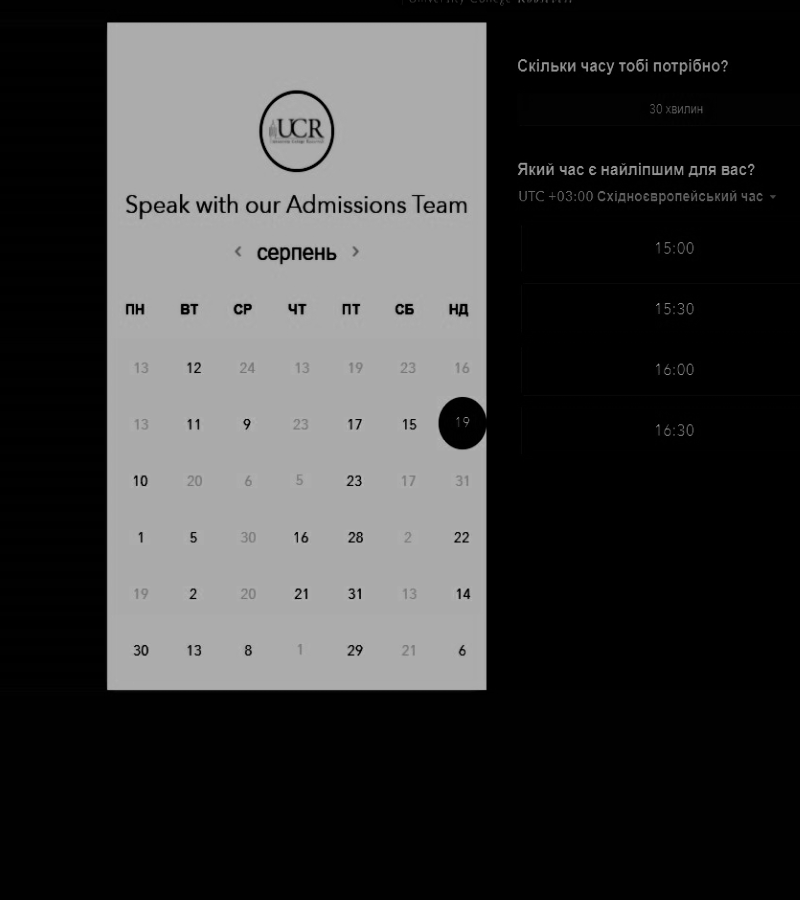 UCR
Speak with our Admissions Team
< серпень >
ПН ВТ СР ЧТ ПТ СБ НД
13 12 24 13 19 23 16
13 11 9 23 17 15 19
10 20 6 5 23 17 31
1 5 30 16 28 2 22
19 2 20 21 31 13 14
30 13 8 1 29 21 6
Скільки часу тобі потрібно?
30 хвилин
Який час є найліпшим для вас?
UTC +03:00 Східноєвропейський час
15:00
15:30
16:00
16:30